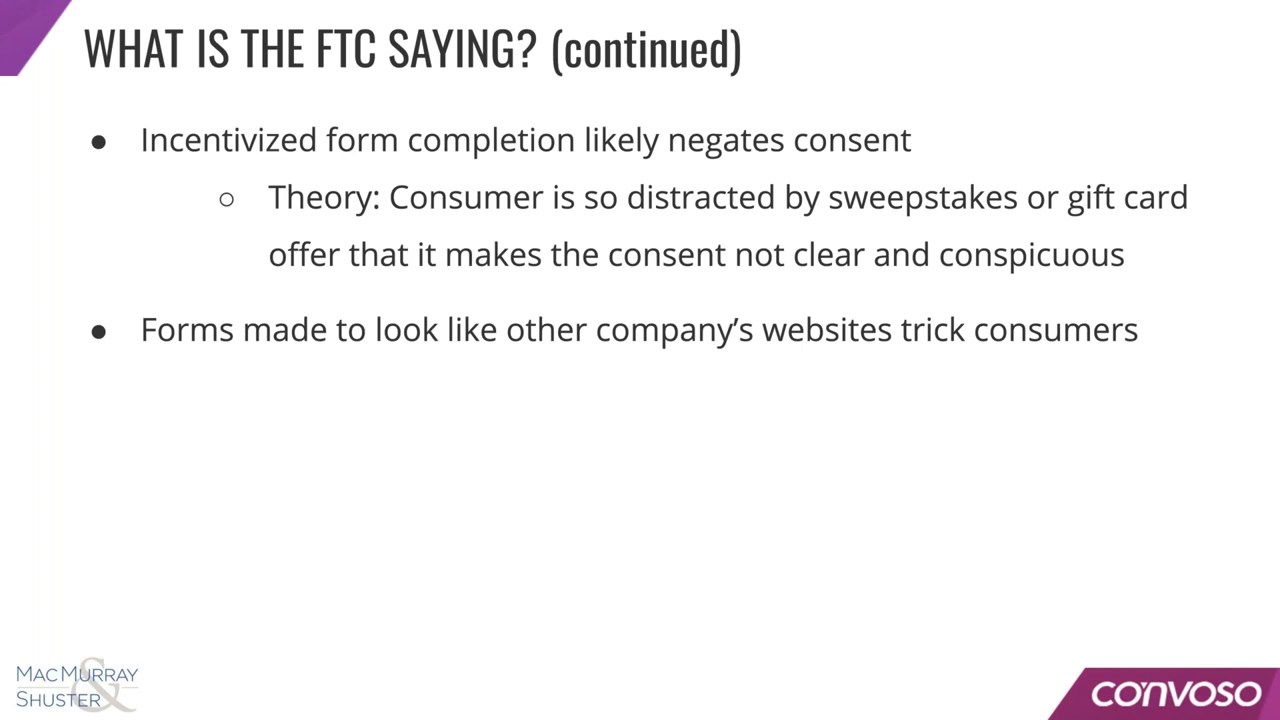 WHAT IS THE FTC SAYING? (continued)
● Incentivized form completion likely negates consent
○ Theory: Consumer is so distracted by sweepstakes or gift card
offer that it makes the consent not clear and conspicuous
● Forms made to look like other company’s websites trick consumers
MACMURRAY
&
SHUSTER
CONVOSO